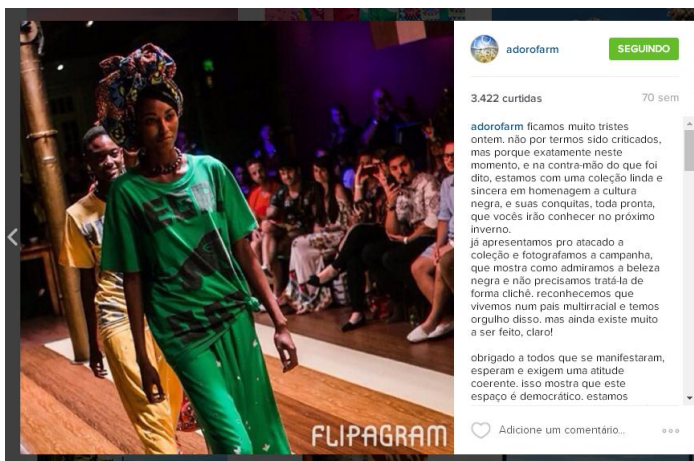 adorofarm
SEGUINDO
3.422 curtidas
70 sem
adorofarm ficamos muito tristes
ontem. não por termos sido criticados,
mas porque exatamente neste
momento, e na contra-mão do que foi
dito, estamos com uma coleção linda e
sincera em homenagem a cultura
negra, e suas conquitas, toda pronta,
que vocês irão conhecer no próximo
inverno.
já apresentamos pro atacado a
coleção e fotografamos a campanha,
que mostra como admiramos a beleza
negra e não precisamos tratá-la de
forma clichê. reconhecemos que
vivemos num pais multirracial e temos
orgulho disso. mas ainda existe muito
a ser feito, claro!
obrigado a todos que se manifestaram,
esperam e exigem uma atitude
coerente. isso mostra que este
espaço é democrático. estamos
Adicione um comentário...
FLIPAGRAM